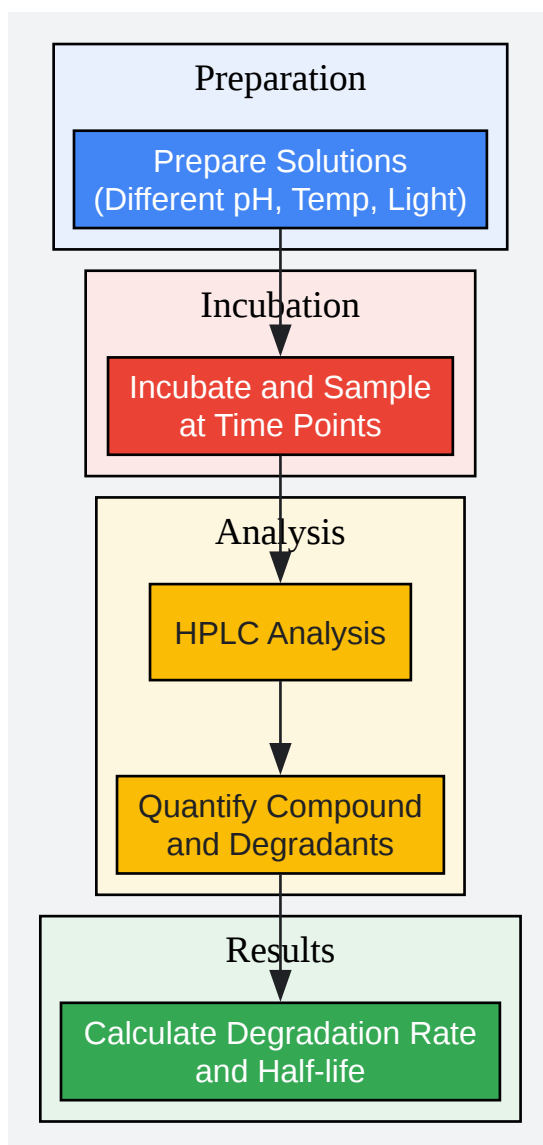 Preparation
Prepare Solutions
(Different pH, Temp, Light)
Incubation
Incubate and Sample
at Time Points
Analysis
HPLC Analysis
Quantify Compound
and Degradants
Results
Calculate Degradation Rate
and Half-life